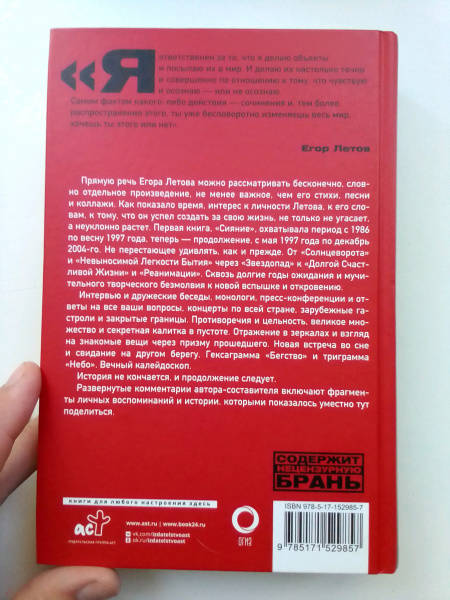 «Я ответственен за то, что я делаю объекты
и посылаю их в мир. И делаю их настолько точно
и совершенно по отношению к тому, что чувствую
и осознаю — или не осознаю.
Самим фактом какого-либо действия — сочинения и, тем более,
распространения этого, ты уже бесповоротно изменяешь весь мир,
хочешь ты этого или нет».
Егор Летов
Прямую речь Егора Летова можно рассматривать бесконечно, слов-
но отдельное произведение, не менее важное, чем его стихи, песни
и коллажи. Как показало время, интерес к личности Летова, к его сло-
вам, к тому, что он успел создать за свою жизнь, не только не угасает,
а неуклонно растет. Первая книга, «Сияние», охватывала период с 1986
по весну 1997 года, теперь — продолжение, с мая 1997 года по декабрь
2004-го. Не перестающее удивлять, как и прежде. От «Солнцеворота»
и «Невыносимой Легкости Бытия» через «Звездопад» к «Долгой Счаст-
ливой Жизни» и «Реанимации». Сквозь долгие годы ожидания и мучи-
тельного творческого безмолвия к новой вспышке и откровению.
Интервью и дружеские беседы, монологи, пресс-конференции и от-
веты на все ваши вопросы, концерты по всей стране, зарубежные га-
строли и закрытые границы. Противоречия и цельность, великое мно-
жество и секретная калитка в пустоте. Отражение в зеркалах и взгляд
на знакомые вещи через призму прошедшего. Новая встреча во сне
и свидание на другом берегу. Гексаграмма «Бегство» и триграмма
«Небо». Вечный калейдоскоп.
История не кончается, и продолжение следует.
Развернутые комментарии автора-составителя включают фрагмен-
ты личных воспоминаний и истории, которыми показалось уместно тут
поделиться.
СОДЕРЖИТ
НЕЦЕНЗУРНУЮ
БРАНЬ
книги для любого настроения здесь
аст
ИЗДАТЕЛЬСКАЯ ГРУППА АСТ
www.ast.ru | www.book24.ru
vk.com/izdatelstvoast
ok.ru/izdatelstvoast
ОГИЗ
ISBN 978-5-17-152985-7
9 785171 529857